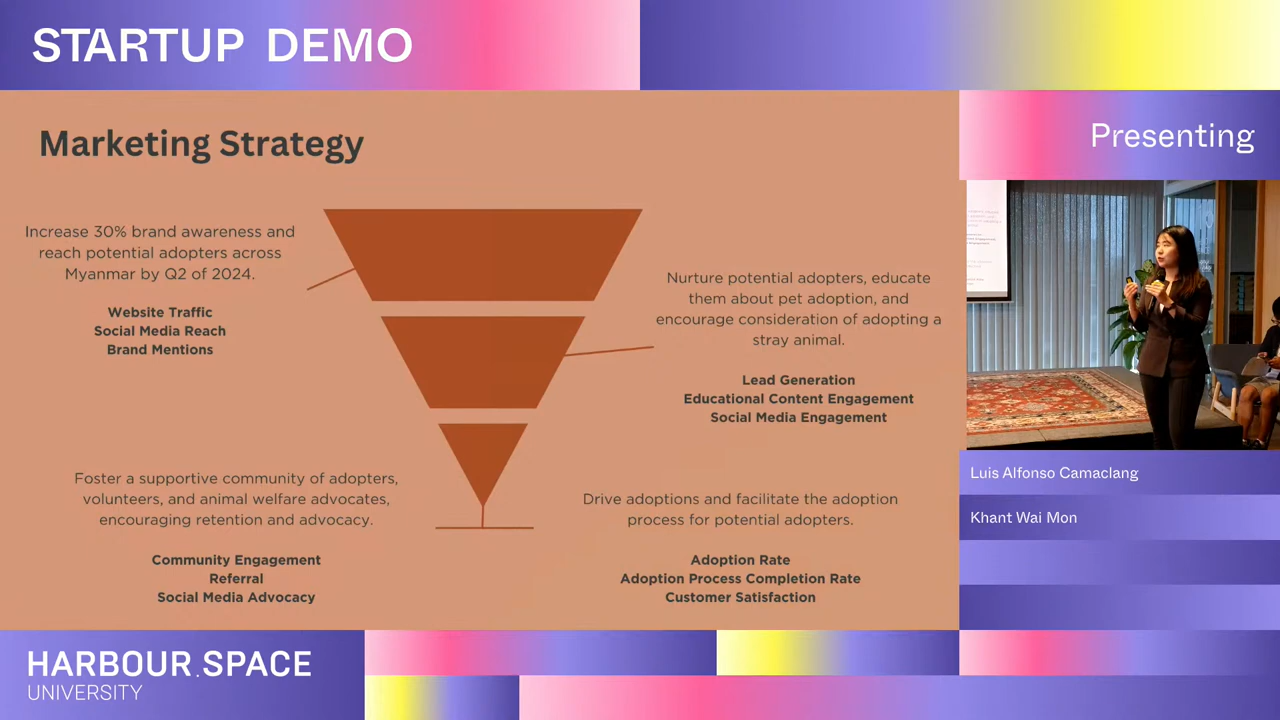 STARTUP DEMO
Presenting
Marketing Strategy
Increase 30% brand awareness and
reach potential adopters across
Myanmar by Q2 of 2024.
Website Traffic
Social Media Reach
Brand Mentions
Nurture potential adopters, educate
them about pet adoption, and
encourage consideration of adopting a
stray animal.
Lead Generation
Educational Content Engagement
Social Media Engagement
Foster a supportive community of adopters,
volunteers, and animal welfare advocates,
encouraging retention and advocacy.
Community Engagement
Referral
Social Media Advocacy
Drive adoptions and facilitate the adoption
process for potential adopters.
Adoption Rate
Adoption Process Completion Rate
Customer Satisfaction
Luis Alfonso Camaclang
Khant Wai Mon
HARBOUR.SPACE
UNIVERSITY